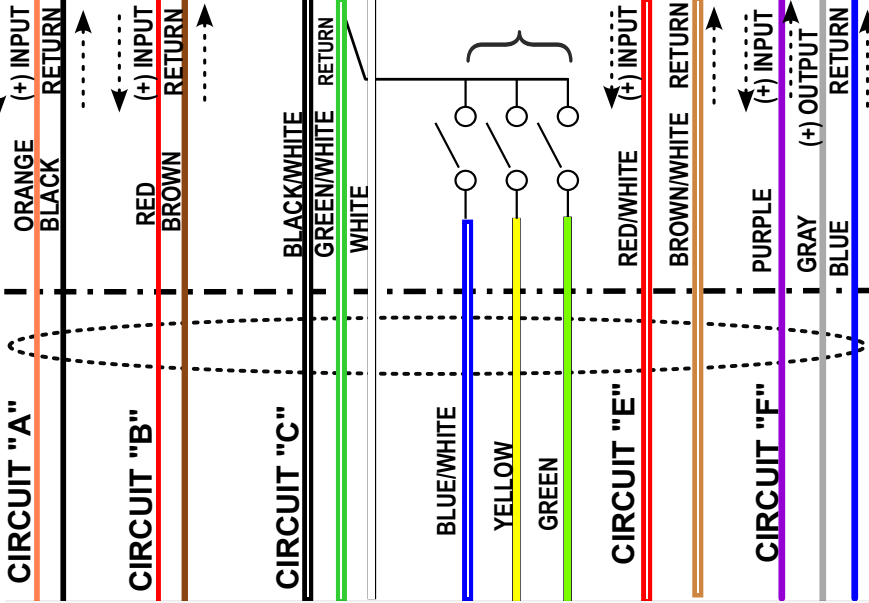 (+) INPUT
RETURN
(+) INPUT
RETURN
RETURN
(+) INPUT
RETURN
(+) INPUT
(+) OUTPUT
RETURN
ORANGE
BLACK
RED
BROWN
BLACK/WHITE
GREEN/WHITE
WHITE
RED/WHITE
BROWN/WHITE
PURPLE
GRAY
BLUE
CIRCUIT "A"
CIRCUIT "B"
CIRCUIT "C"
BLUE/WHITE
YELLOW
GREEN
CIRCUIT "E"
CIRCUIT "F"